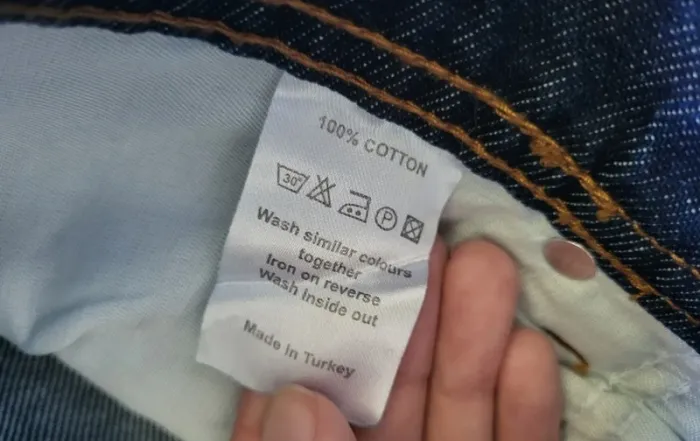 100% COTTON
30° P
Wash similar colours
together
Iron on reverse
Wash Inside out
Made In Turkey